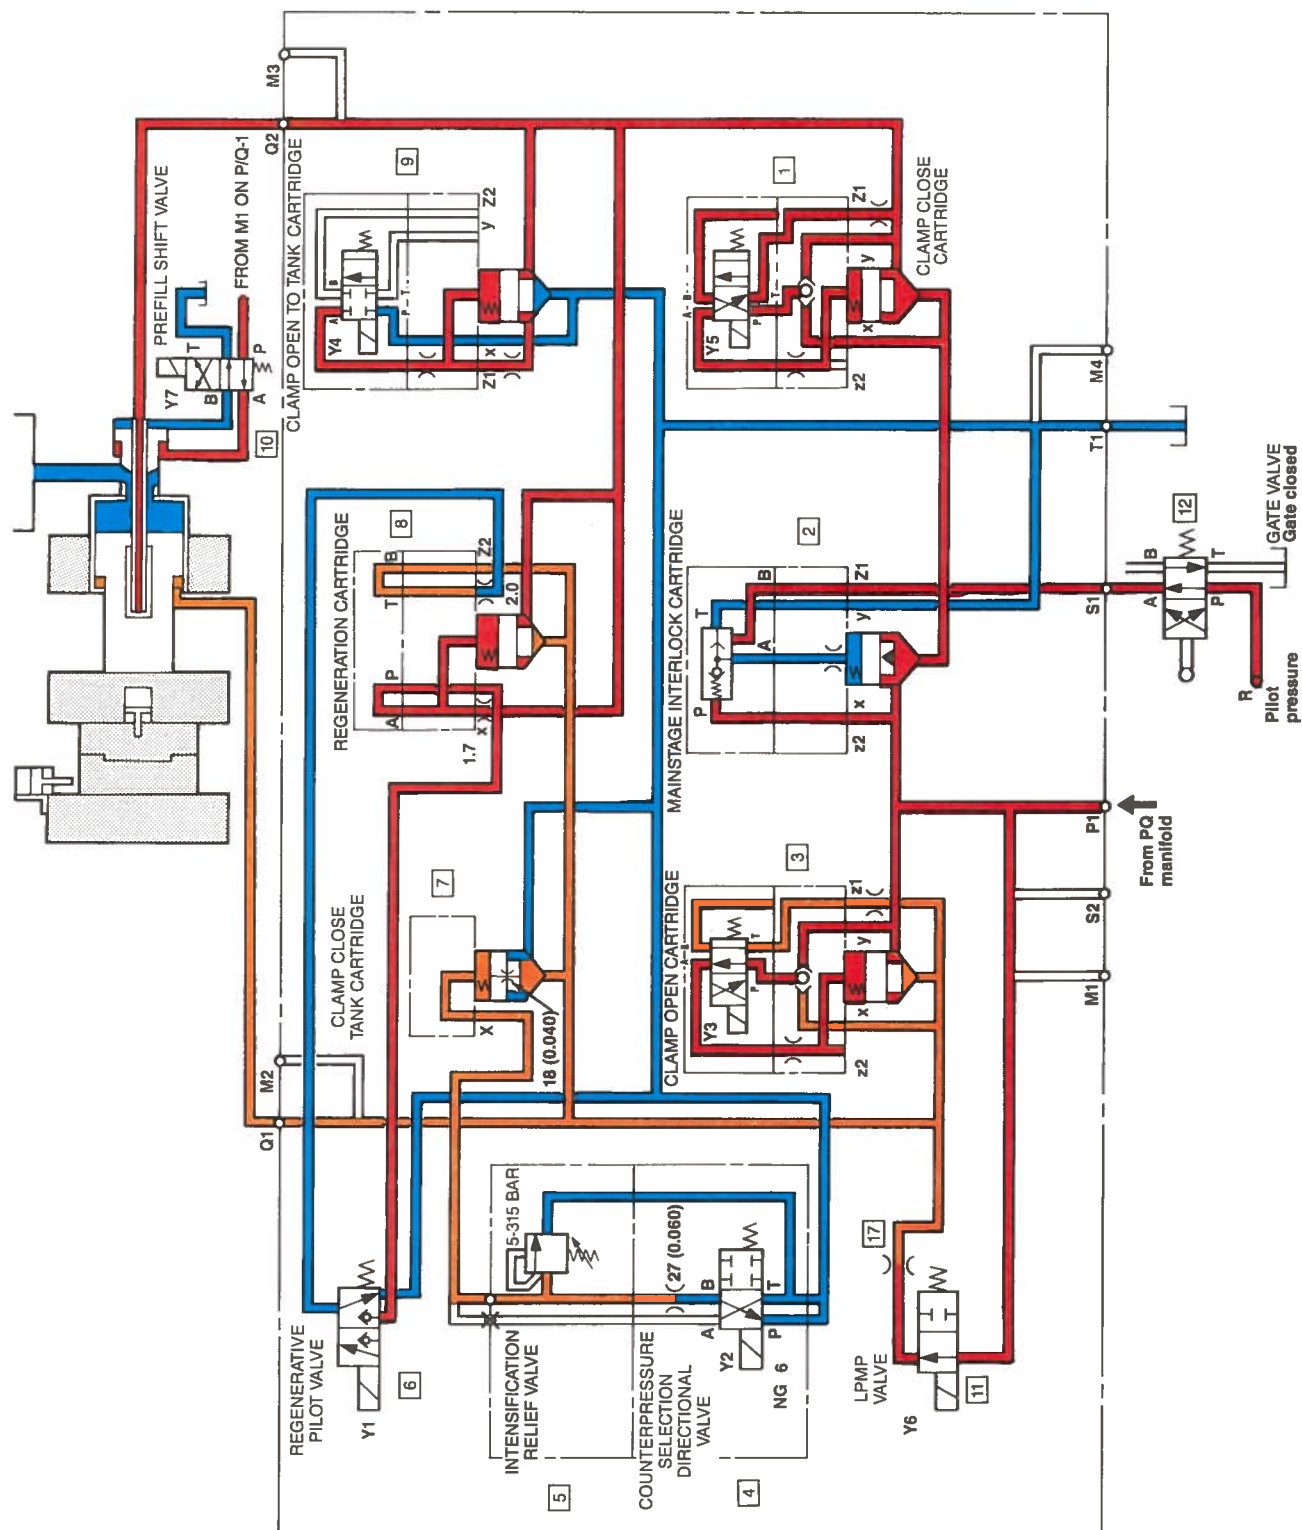 M3
Q2
PREFILL SHIFT VALVE
FROM M1 ON P/Q-1
Y7
T
B
P
A
10
CLAMP OPEN TO TANK CARTRIDGE
9
Y4
A
B
P
T
Z2
y
x
Z1
1
Y5
A
B
P
T
Z1
y
x
z2
CLAMP CLOSE
CARTRIDGE
REGENERATION CARTRIDGE
8
B
T
Z2
2.0
P
A
x
1.7
MAINSTAGE INTERLOCK CARTRIDGE
2
T
B
A
P
Z1
y
x
z2
M4
T1
GATE VALVE
Gate closed
12
B
A
T
P
S1
R
Pilot
pressure
CLAMP CLOSE
TANK CARTRIDGE
7
X
18 (0.040)
CLAMP OPEN CARTRIDGE
3
Y3
A
B
P
T
z1
y
x
z2
P1
From PQ
manifold
S2
M1
M2
Q1
REGENERATIVE
PILOT VALVE
Y1
6
5-315 BAR
INTENSIFICATION
RELIEF VALVE
5
27 (0.060)
COUNTERPRESSURE
SELECTION
DIRECTIONAL
VALVE
4
B
A
T
P
Y2
NG 6
17
LPMP
VALVE
Y6
11